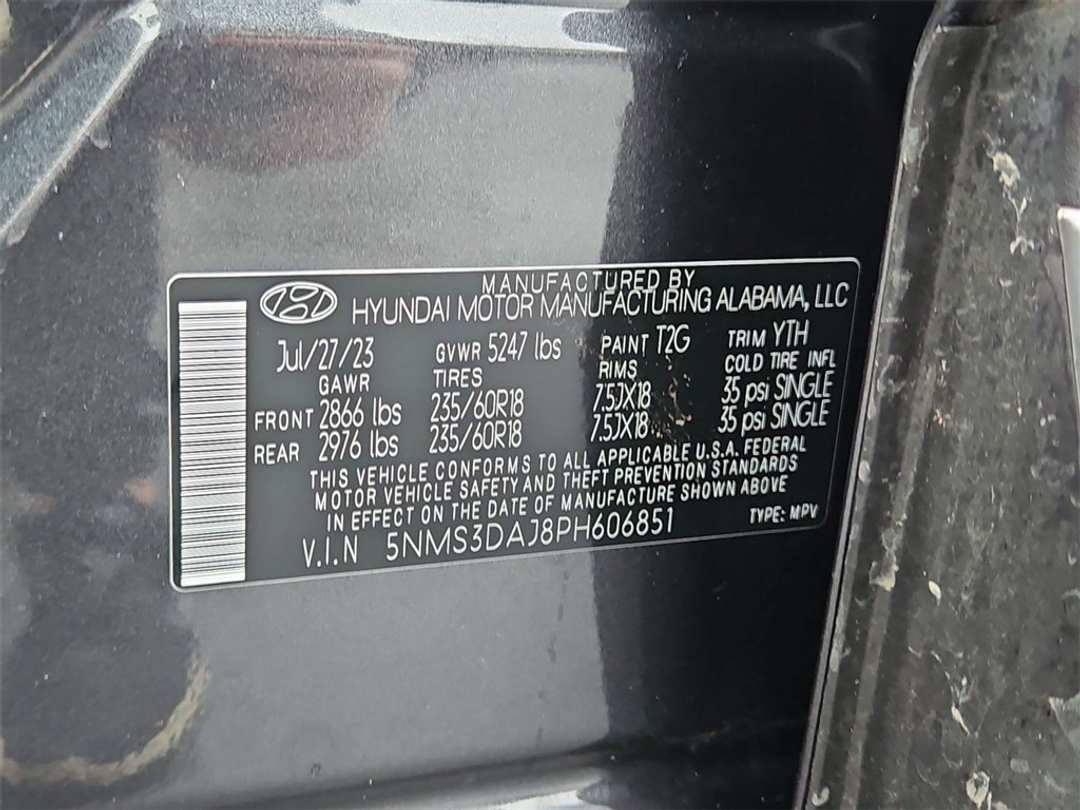 MANUFACTURED BY
HYUNDAI MOTOR MANUFACTURING ALABAMA, LLC
Jul/27/23 GVWR 5247 lbs PAINT T2G TRIM YTH
GAWR TIRES RIMS COLD TIRE INFL
FRONT 2866 lbs 235/60R18 7.5JX18 35 psi SINGLE
REAR 2976 lbs 235/60R18 7.5JX18 35 psi SINGLE
THIS VEHICLE CONFORMS TO ALL APPLICABLE U.S.A. FEDERAL
MOTOR VEHICLE SAFETY AND THEFT PREVENTION STANDARDS
IN EFFECT ON THE DATE OF MANUFACTURE SHOWN ABOVE
V.I.N 5NMS3DAJ8PH606851 TYPE: MPV